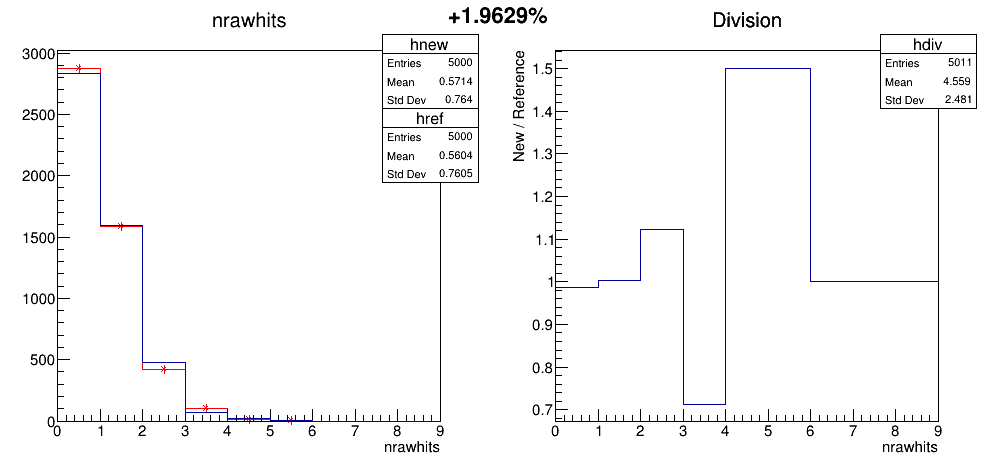 +1.9629%
nrawhits
hnew
Entries 5000
Mean 0.5714
Std Dev 0.764
href
Entries 5000
Mean 0.5604
Std Dev 0.7605
3000
2500
2000
1500
1000
500
0
0 1 2 3 4 5 6 7 8 9
nrawhits
Division
hdiv
Entries 5011
Mean 4.559
Std Dev 2.481
New / Reference
1.5
1.4
1.3
1.2
1.1
1
0.9
0.8
0.7
0 1 2 3 4 5 6 7 8 9
nrawhits